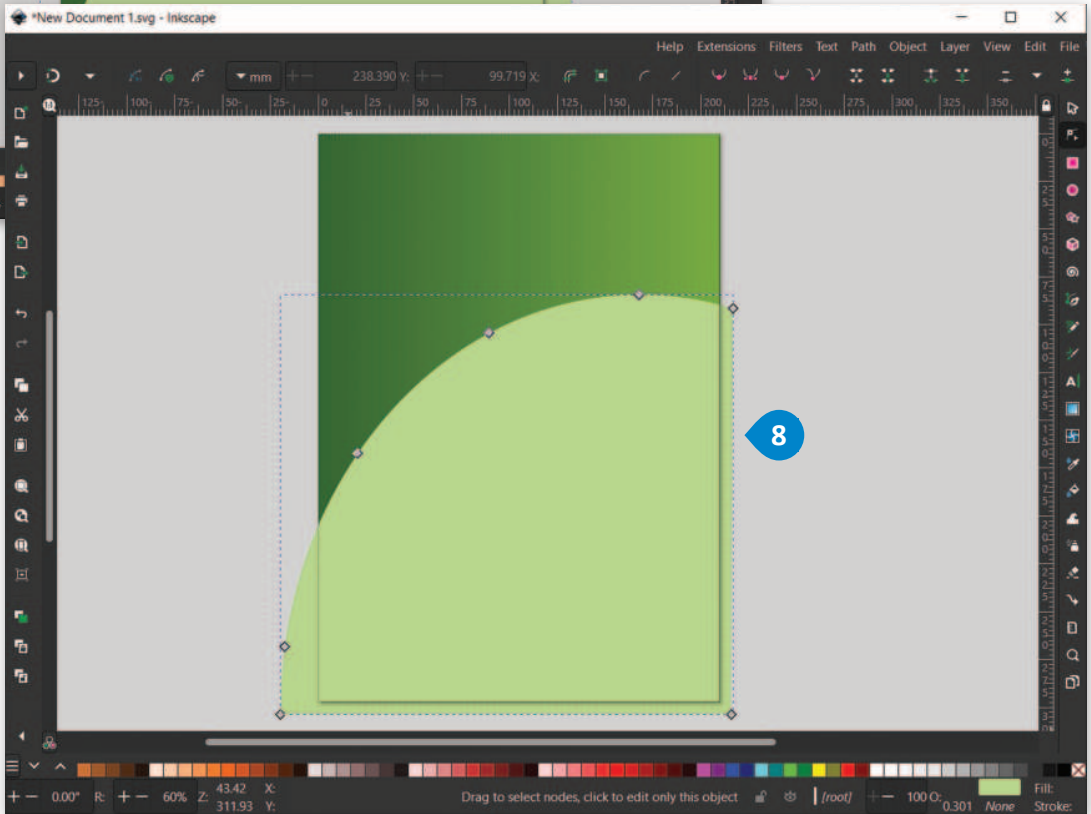 *New Document 1.svg - Inkscape
Help Extensions Filters Text Path Object Layer View Edit File
mm 238.390 Y: 99.719 X:
125 100 75 50 25 0 25 50 75 100 125 150 175 200 225 250 275 300 325 350
8
0.00° R: 60% Z: 43.42 X: Drag to select nodes, click to edit only this object [root] 100 O: Fill:
311.93 Y: 0.301 None Stroke: